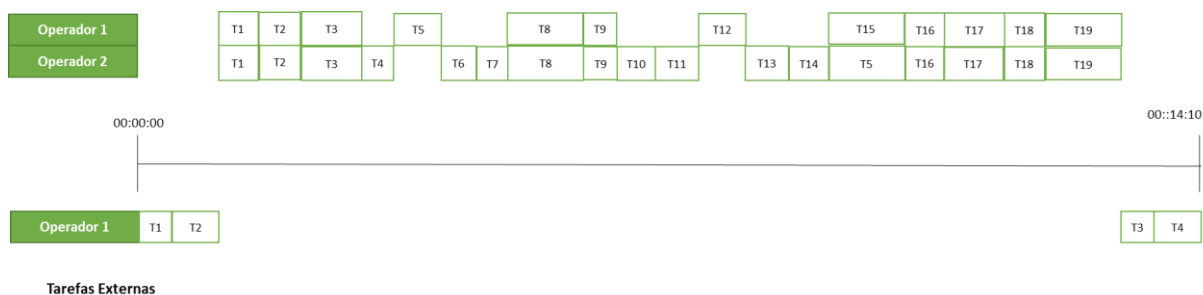 Operador 1 T1 T2 T3 T5 T8 T9 T12 T15 T16 T17 T18 T19
Operador 2 T1 T2 T3 T4 T6 T7 T8 T9 T10 T11 T13 T14 T5 T16 T17 T18 T19
00:00:00 00::14:10
Operador 1 T1 T2 T3 T4
Tarefas Externas